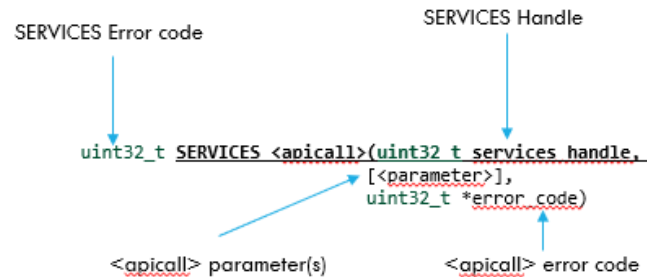 SERVICES Handle
SERVICES Error code
uint32_t SERVICES <apicall>(uint32_t services_handle,
[<parameter>],
uint32_t *error_code)
<apicall> parameter(s)
<apicall> error code